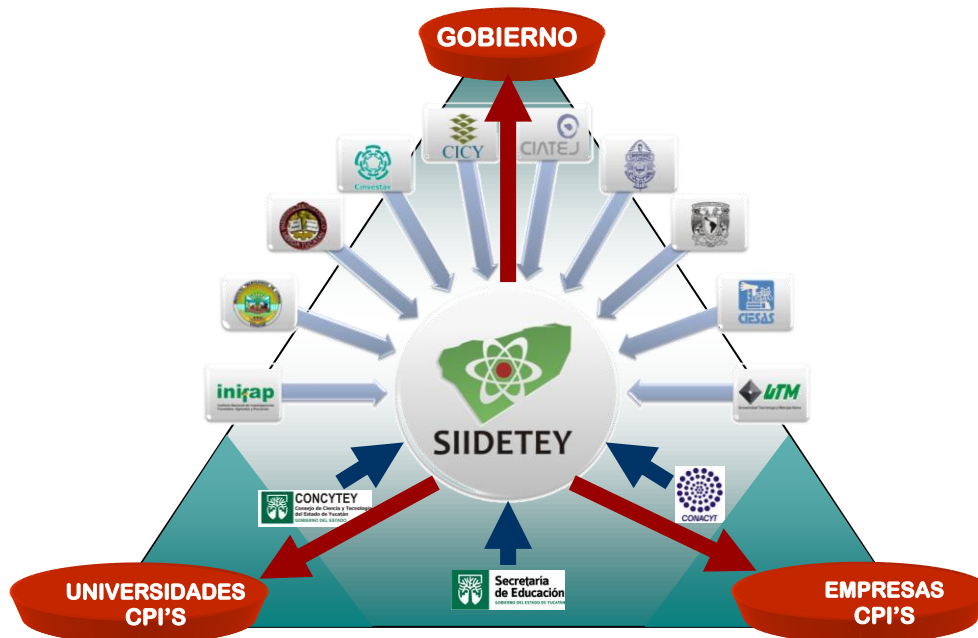 GOBIERNO
CICY
CIATEJ
Cinvestav
CIESAS
inifap
UTM
SIIDETEY
CONCYTEY
Consejo de Ciencia y Tecnología
del Estado de Yucatán
GOBIERNO DEL ESTADO
CONACYT
Secretaría
de Educación
GOBIERNO DEL ESTADO DE YUCATÁN
UNIVERSIDADES
CPI'S
EMPRESAS
CPI'S